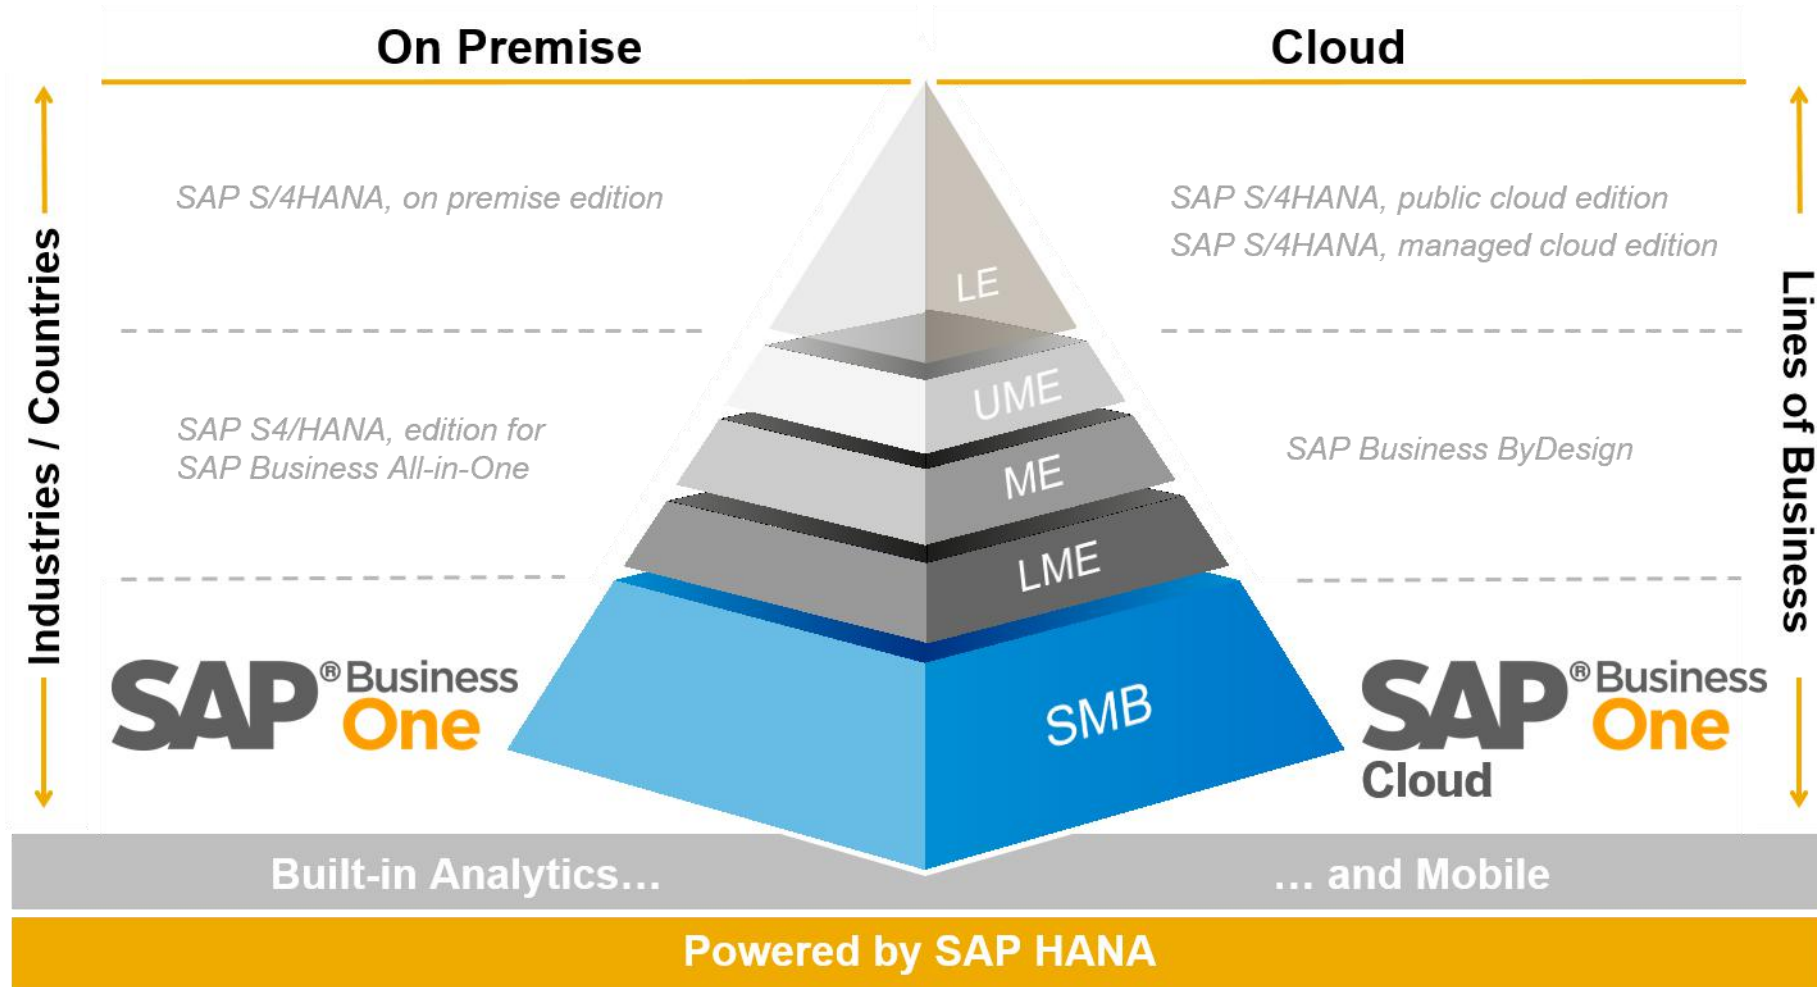 On Premise
Cloud
Industries / Countries
Lines of Business
SAP S/4HANA, on premise edition
SAP S/4HANA, public cloud edition
SAP S/4HANA, managed cloud edition
LE
UME
SAP S4/HANA, edition for
SAP Business All-in-One
ME
SAP Business ByDesign
LME
SAP® Business
One
SMB
SAP® Business
One
Cloud
Built-in Analytics…
… and Mobile
Powered by SAP HANA